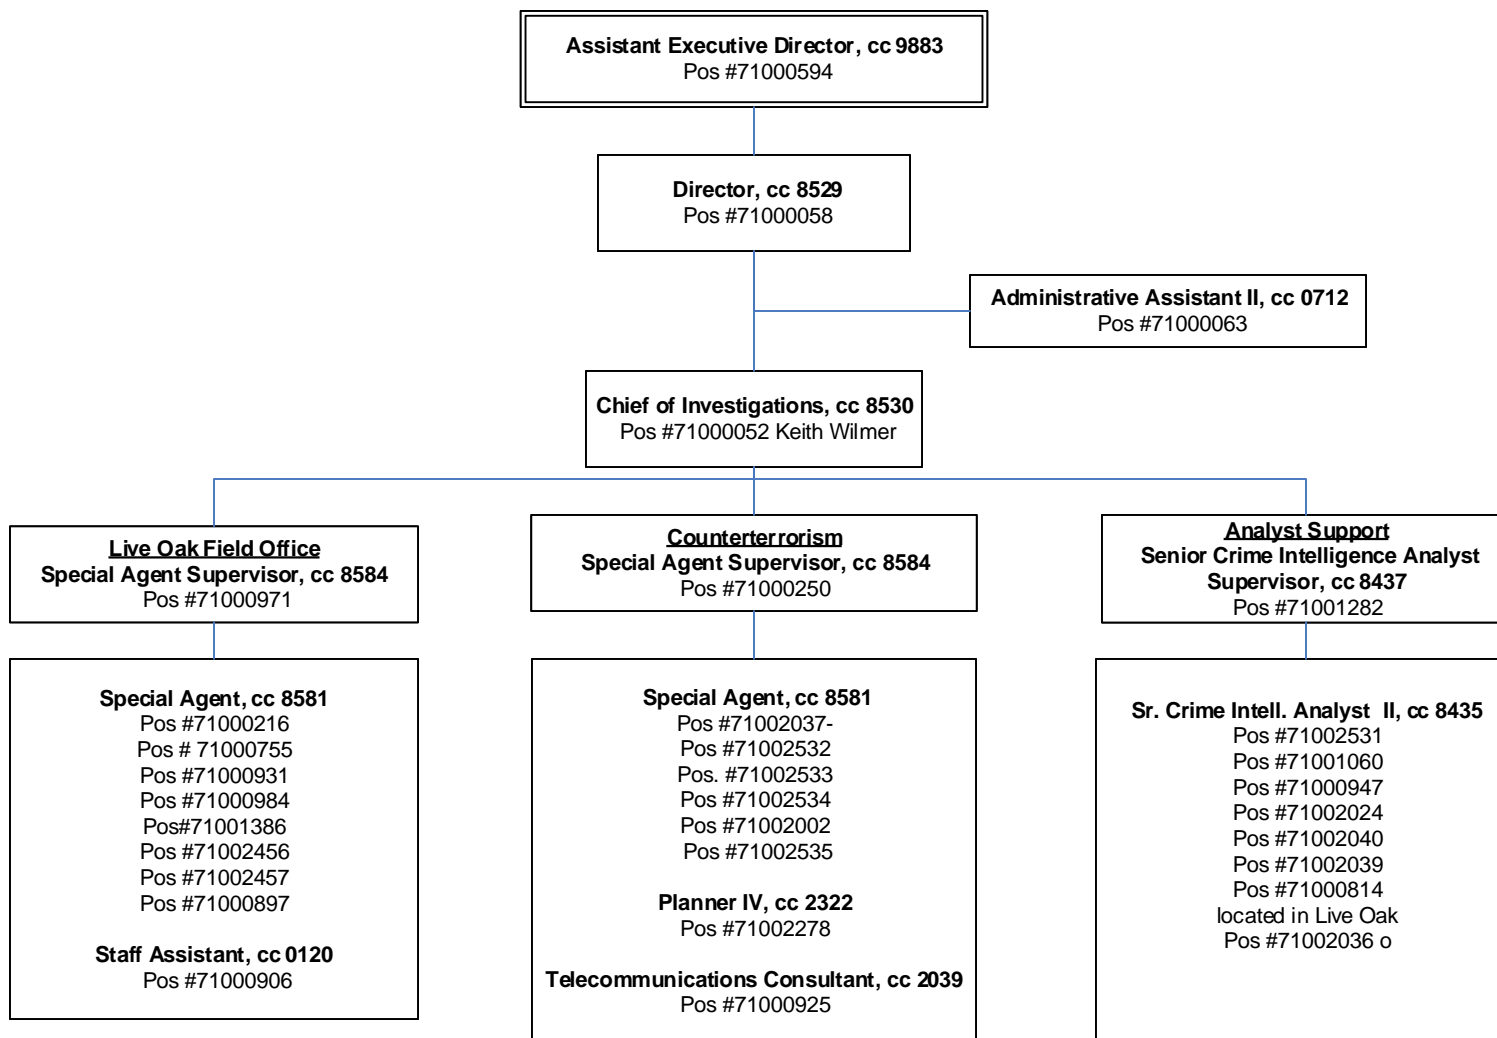 Assistant Executive Director, cc 9883
Pos #71000594
Director, cc 8529
Pos #71000058
Administrative Assistant II, cc 0712
Pos #71000063
Chief of Investigations, cc 8530
Pos #71000052 Keith Wilmer
Live Oak Field Office
Special Agent Supervisor, cc 8584
Pos #71000971
Counterterrorism
Special Agent Supervisor, cc 8584
Pos #71000250
Analyst Support
Senior Crime Intelligence Analyst
Supervisor, cc 8437
Pos #71001282
Special Agent, cc 8581
Pos #71000216
Pos # 71000755
Pos #71000931
Pos #71000984
Pos#71001386
Pos #71002456
Pos #71002457
Pos #71000897
Staff Assistant, cc 0120
Pos #71000906
Special Agent, cc 8581
Pos #71002037-
Pos #71002532
Pos. #71002533
Pos #71002534
Pos #71002002
Pos #71002535
Planner IV, cc 2322
Pos #71002278
Telecommunications Consultant, cc 2039
Pos #71000925
Sr. Crime Intell. Analyst  II, cc 8435
Pos #71002531
Pos #71001060
Pos #71000947
Pos #71002024
Pos #71002040
Pos #71002039
Pos #71000814
located in Live Oak
Pos #71002036 o